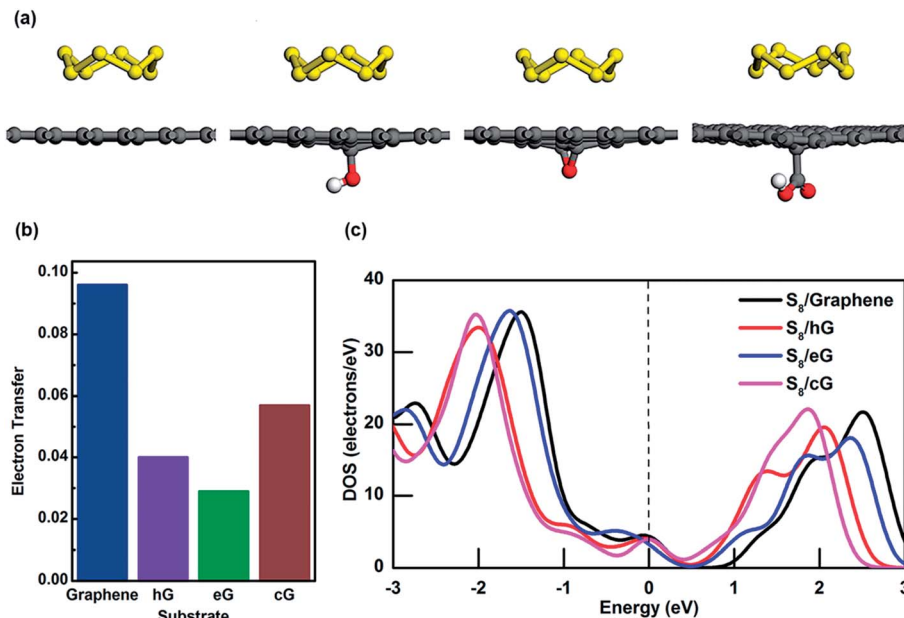 (a)
(b)
0.10
0.08
0.06
0.04
0.02
0.00
Electron Transfer
Graphene hG eG cG
Substrate
(c)
40
30
20
10
0
DOS (electrons/eV)
S8/Graphene
S8/hG
S8/eG
S8/cG
-3 -2 -1 0 1 2 3
Energy (eV)